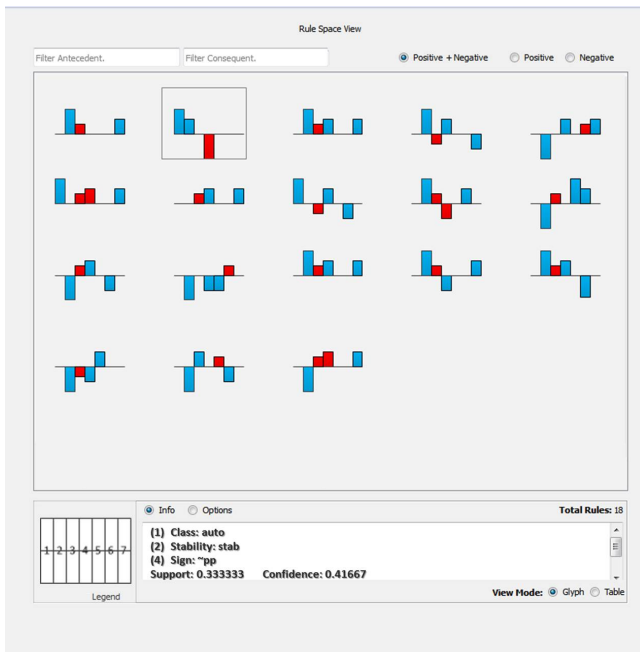 Rule Space View
Filter Antecedent. Filter Consequent. Positive + Negative Positive Negative
Info Options Total Rules: 18
1 2 3 4 5 6 7
(1) Class: auto
(2) Stability: stab
(4) Sign: ~pp
Support: 0.333333 Confidence: 0.41667
Legend
View Mode: Glyph Table